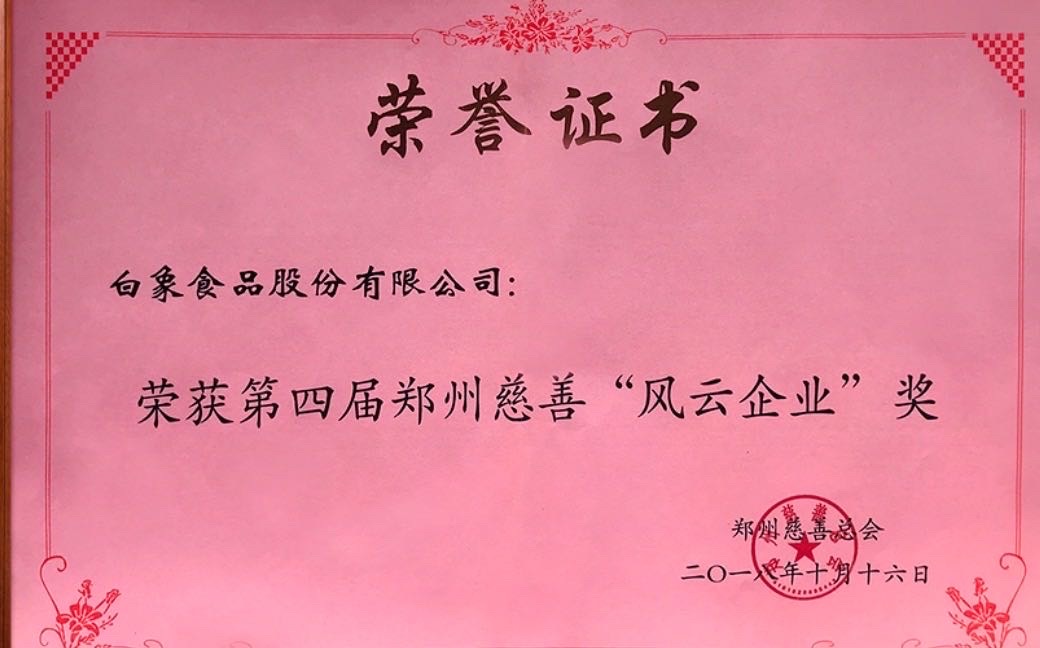 荣誉证书
白象食品股份有限公司：
荣获第四届郑州慈善“风云企业”奖
郑州慈善总会
二〇一八年十月十六日